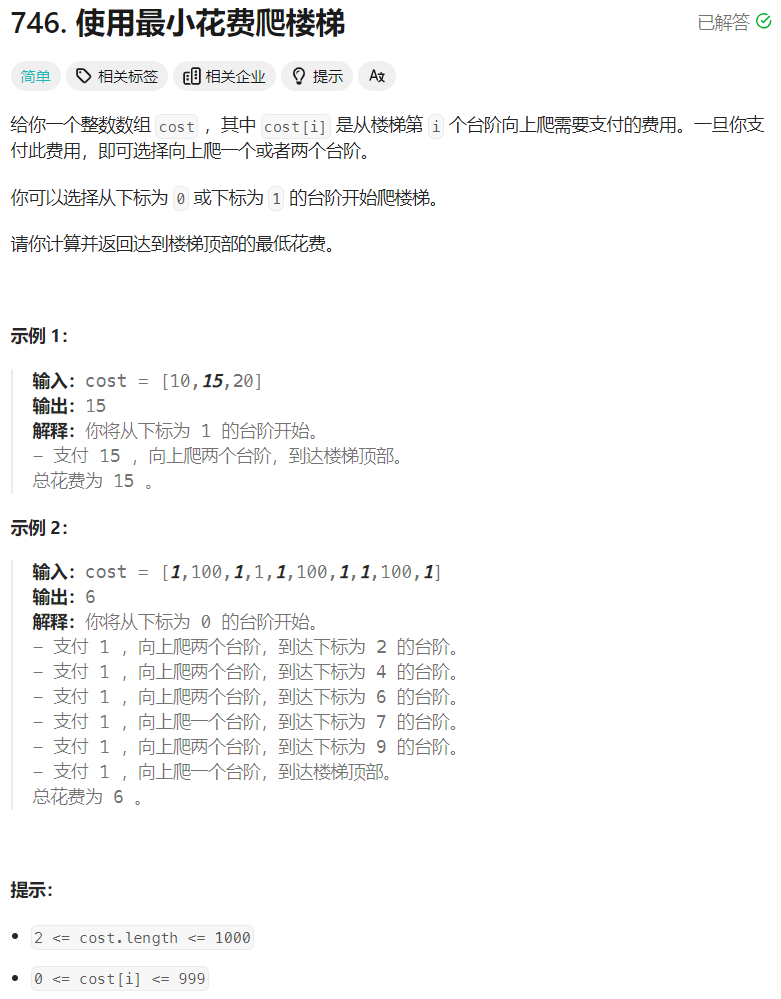 746. 使用最小花费爬楼梯
已解答
简单 相关标签 相关企业 提示 A文
给你一个整数数组 cost ，其中 cost[i] 是从楼梯第 i 个台阶向上爬需要支付的费用。一旦你支
付此费用，即可选择向上爬一个或者两个台阶。
你可以选择从下标为 0 或下标为 1 的台阶开始爬楼梯。
请你计算并返回达到楼梯顶部的最低花费。
示例 1：
输入：cost = [10,15,20]
输出：15
解释：你将从下标为 1 的台阶开始。
- 支付 15 ，向上爬两个台阶，到达楼梯顶部。
总花费为 15 。
示例 2：
输入：cost = [1,100,1,1,1,100,1,1,100,1]
输出：6
解释：你将从下标为 0 的台阶开始。
- 支付 1 ，向上爬两个台阶，到达下标为 2 的台阶。
- 支付 1 ，向上爬两个台阶，到达下标为 4 的台阶。
- 支付 1 ，向上爬两个台阶，到达下标为 6 的台阶。
- 支付 1 ，向上爬一个台阶，到达下标为 7 的台阶。
- 支付 1 ，向上爬两个台阶，到达下标为 9 的台阶。
- 支付 1 ，向上爬一个台阶，到达楼梯顶部。
总花费为 6 。
提示：
• 2 <= cost.length <= 1000
• 0 <= cost[i] <= 999